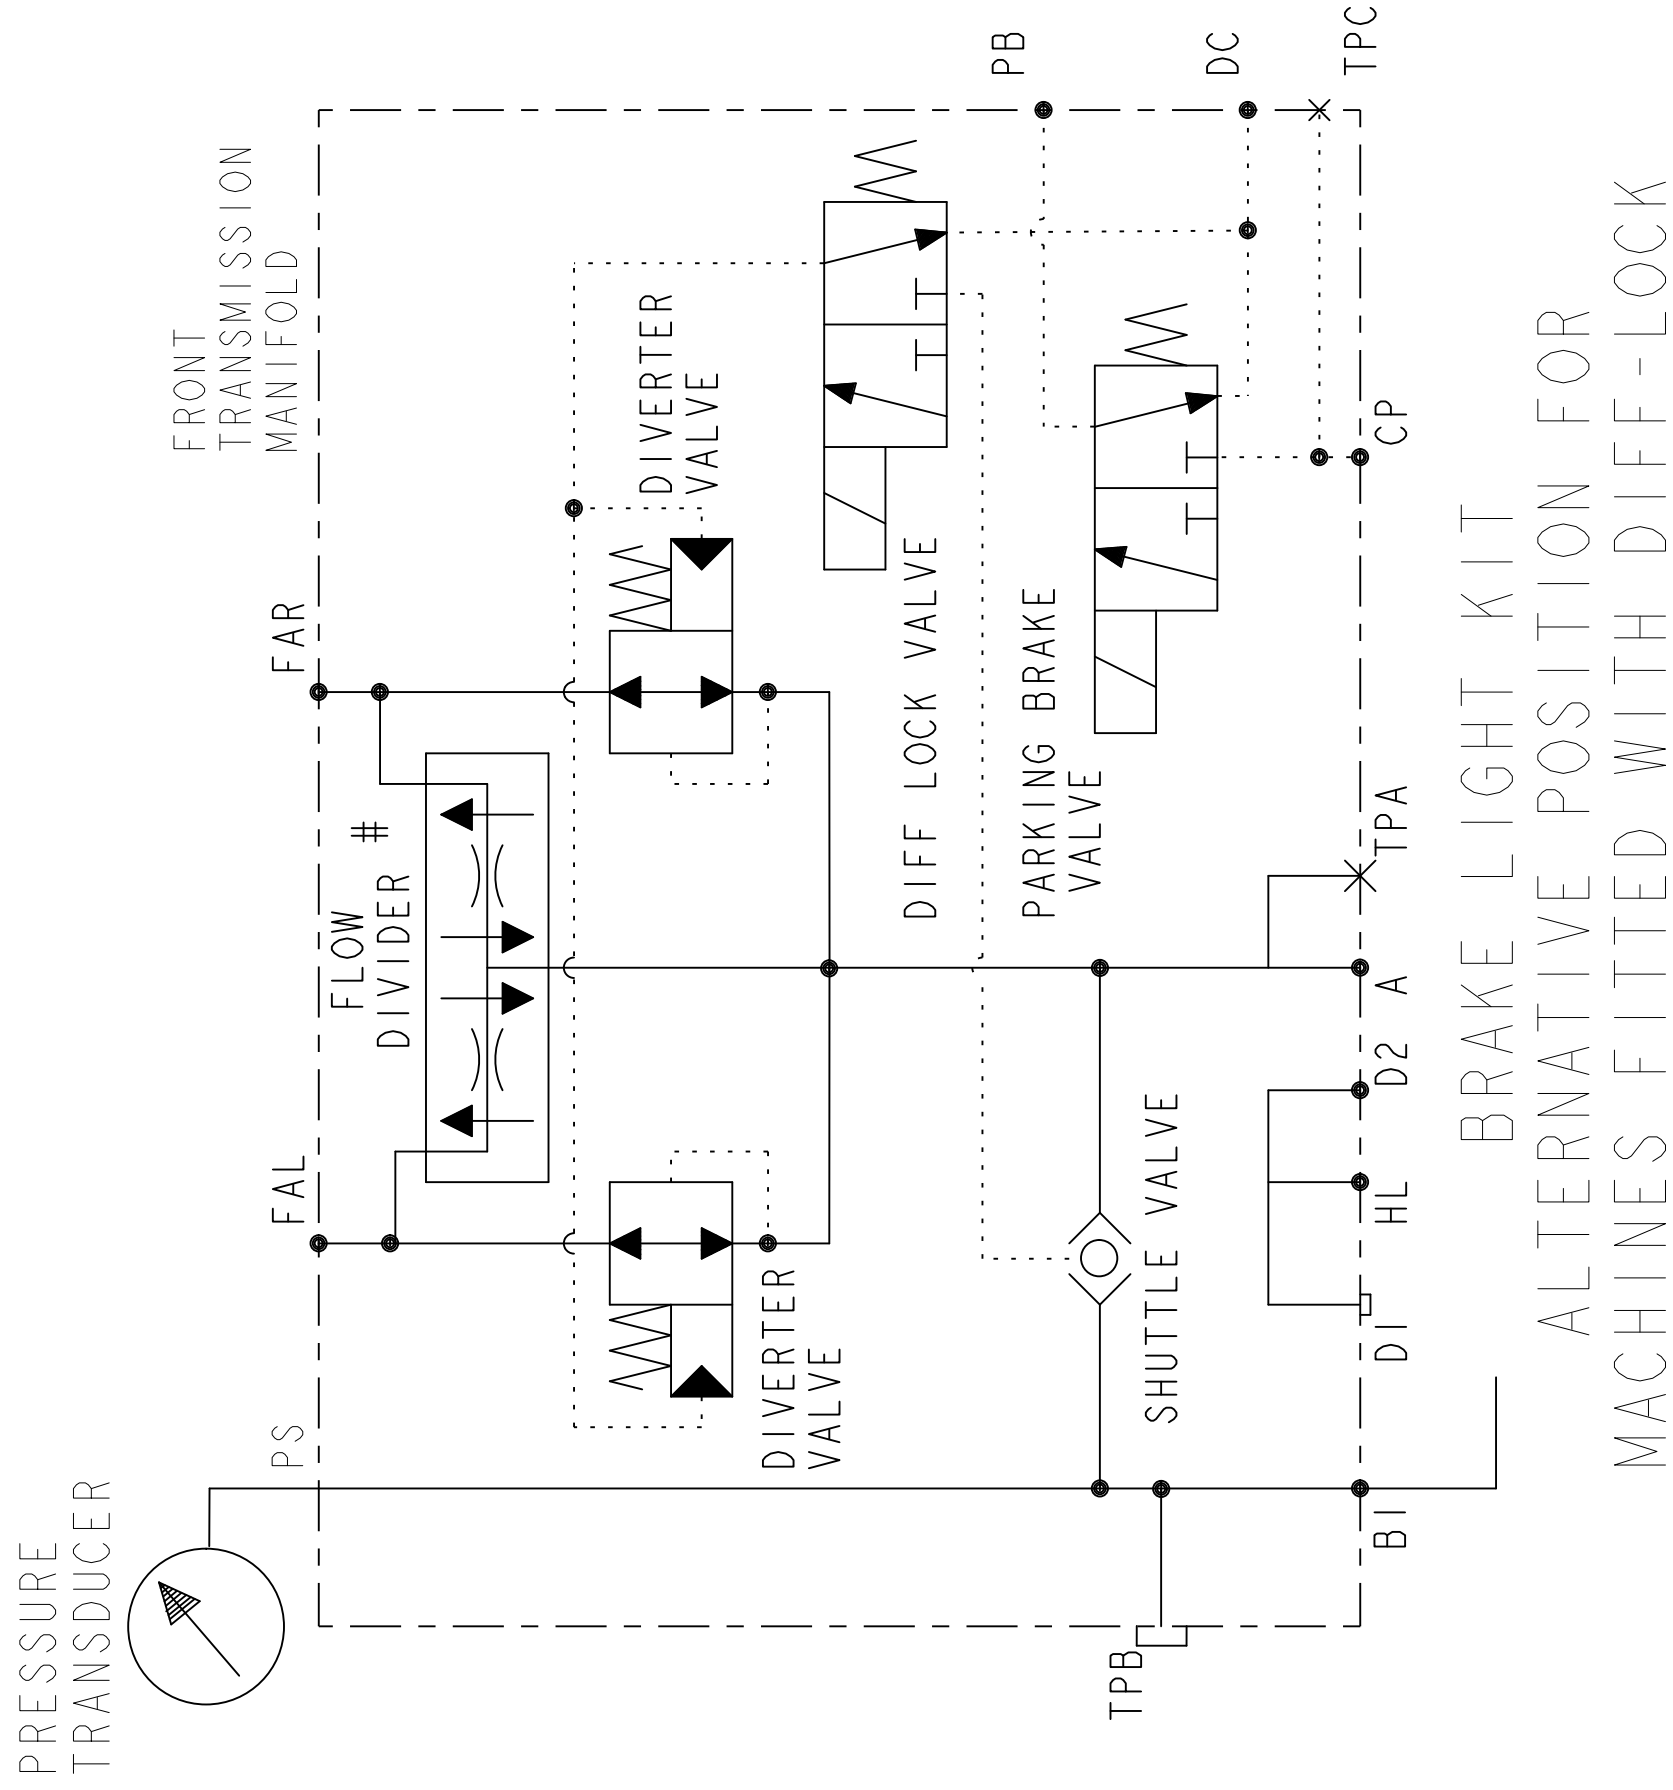 PRESSURE
TRANSDUCER
PS
FRONT
TRANSMISSION
MANIFOLD
FAL
FAR
FLOW
DIVIDER #
DIVERTER
VALVE
DIVERTER
VALVE
DIFF LOCK VALVE
PARKING BRAKE
VALVE
SHUTTLE VALVE
PB
DC
TPC
TPB
BI
DI
HL
D2
A
TPA
CP
BRAKE LIGHT KIT
ALTERNATIVE POSITION FOR
MACHINES FITTED WITH DIFF-LOCK